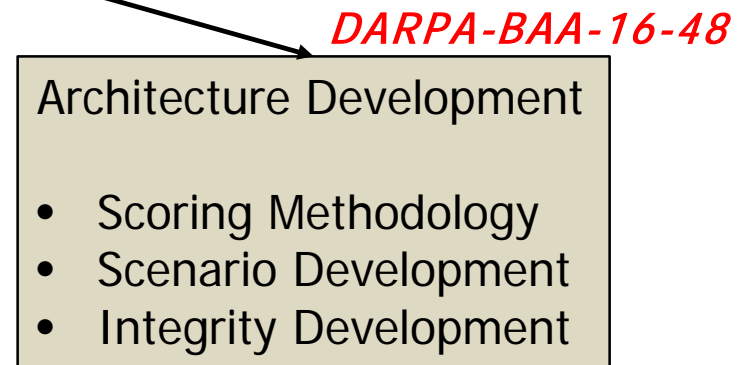 DARPA-BAA-16-48
Architecture Development
• Scoring Methodology
• Scenario Development
• Integrity Development